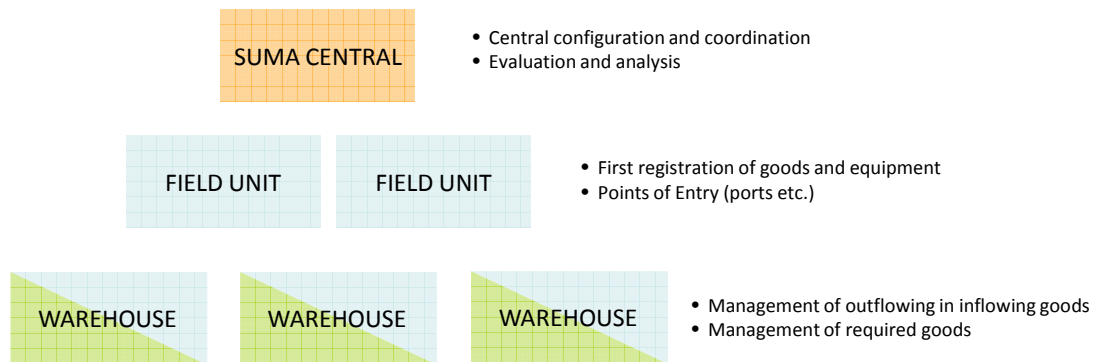 SUMA CENTRAL
• Central configuration and coordination
• Evaluation and analysis
FIELD UNIT
FIELD UNIT
• First registration of goods and equipment
• Points of Entry (ports etc.)
WAREHOUSE
WAREHOUSE
WAREHOUSE
• Management of outflowing in inflowing goods
• Management of required goods